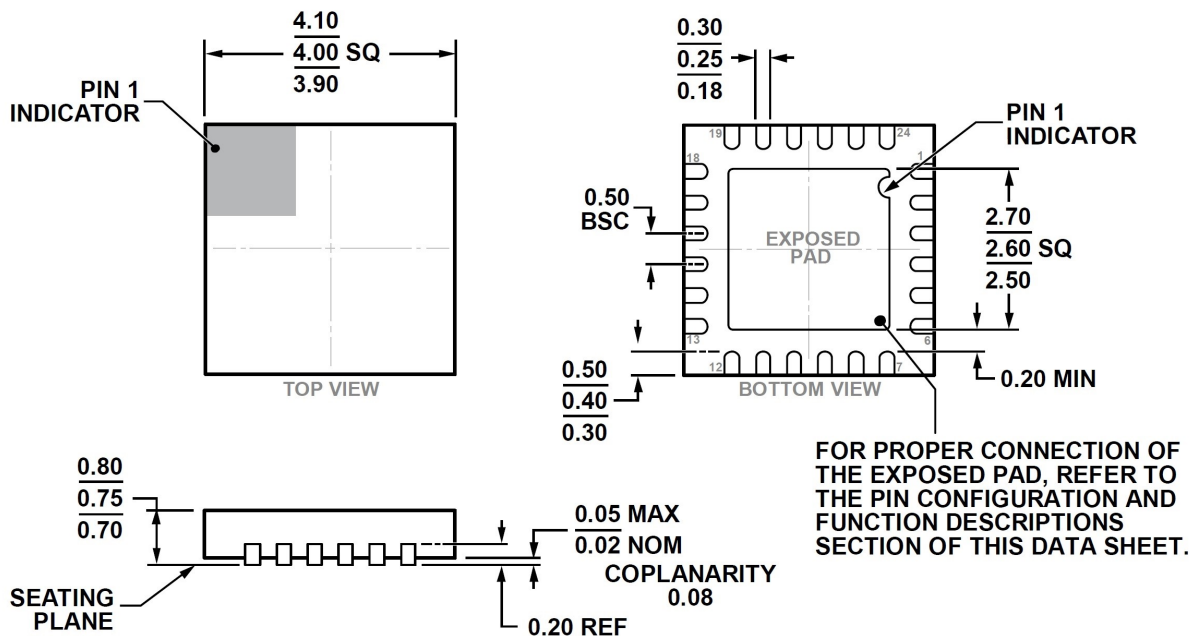 4.10
4.00 SQ
3.90
PIN 1
INDICATOR
TOP VIEW
0.30
0.25
0.18
PIN 1
INDICATOR
19
24
18
1
0.50
BSC
EXPOSED
PAD
2.70
2.60 SQ
2.50
13
6
12
7
0.50
0.40
0.30
BOTTOM VIEW
0.20 MIN
FOR PROPER CONNECTION OF
THE EXPOSED PAD, REFER TO
THE PIN CONFIGURATION AND
FUNCTION DESCRIPTIONS
SECTION OF THIS DATA SHEET.
0.80
0.75
0.70
SEATING
PLANE
0.05 MAX
0.02 NOM
COPLANARITY
0.08
0.20 REF